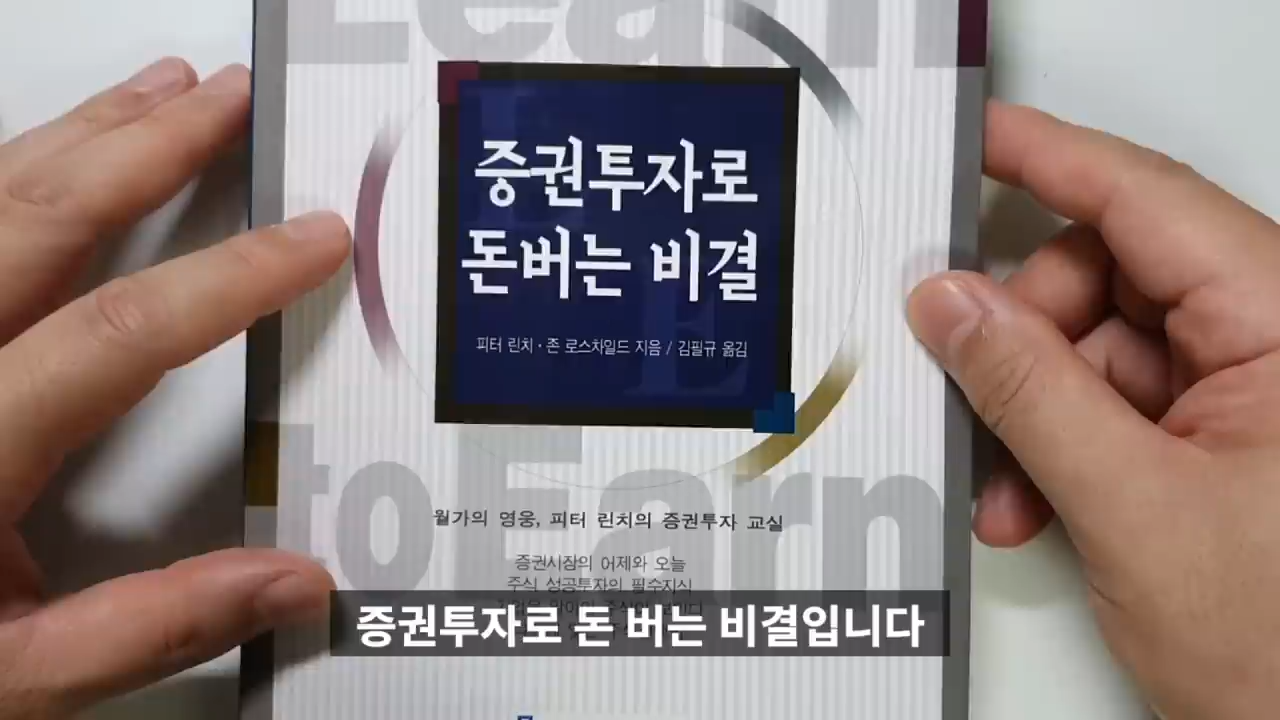 Learn
증권투자로
돈버는 비결
피터 린치·존 로스차일드 지음 / 김필규 옮김
to Earn
월가의 영웅, 피터 린치의 증권투자 교실
증권시장의 어제와 오늘
주식 성공투자의 필수지식
증권투자로 돈 버는 비결입니다